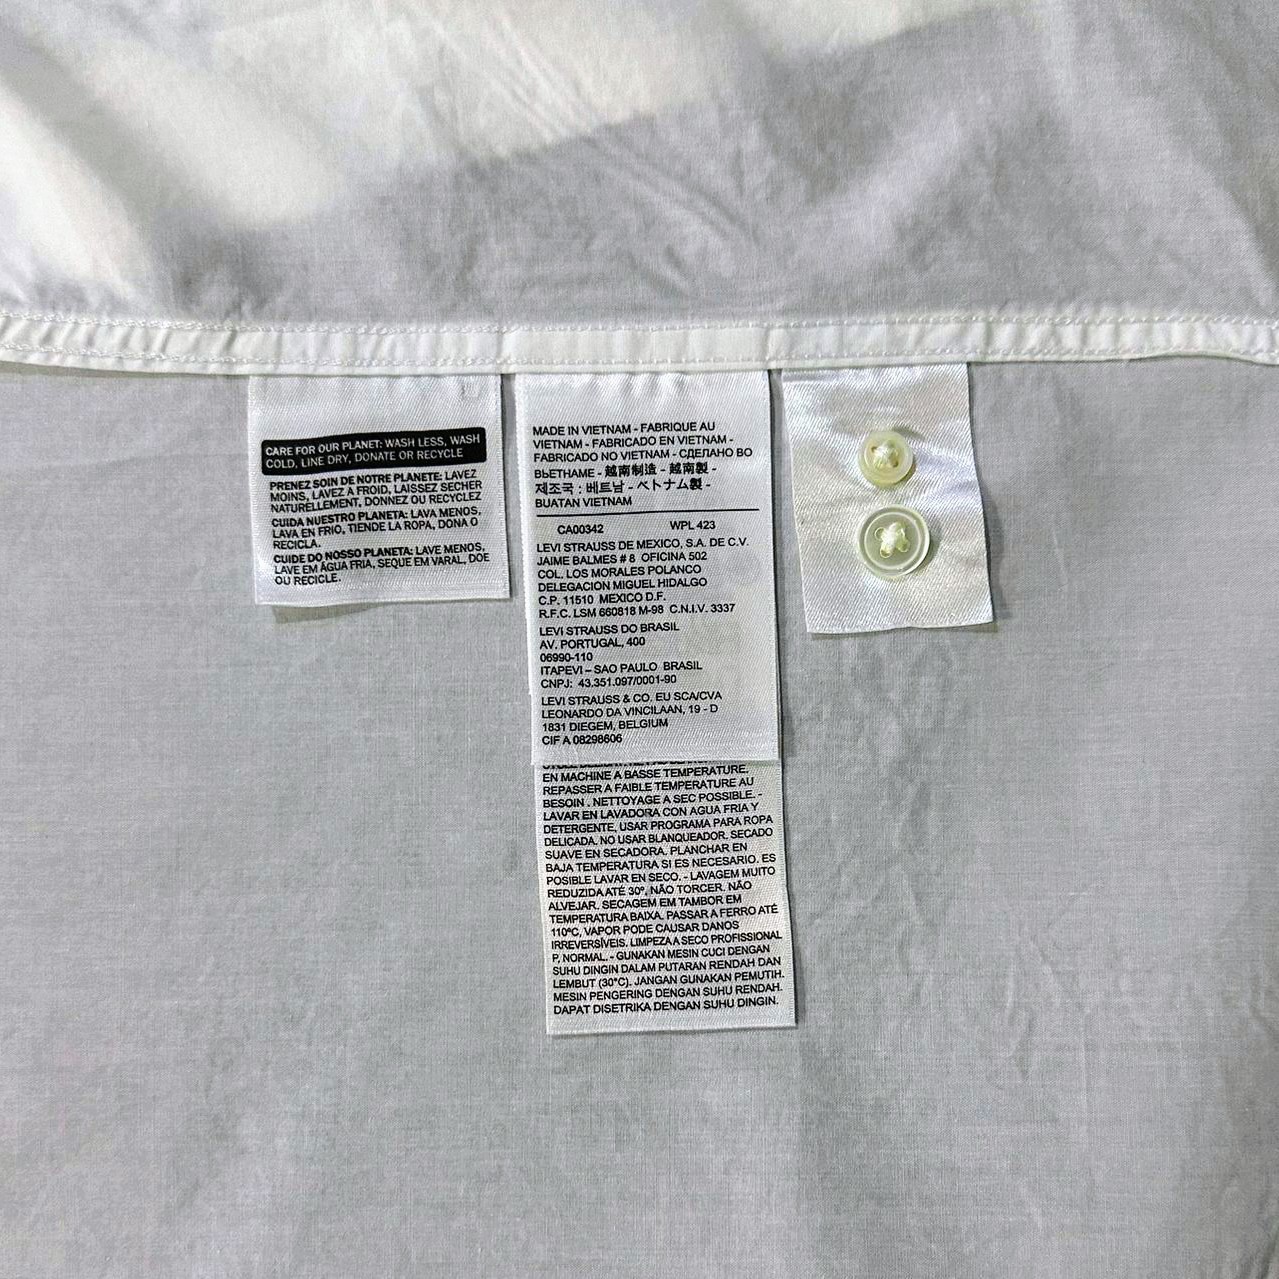 CARE FOR OUR PLANET: WASH LESS, WASH
COLD, LINE DRY, DONATE OR RECYCLE
PRENEZ SOIN DE NOTRE PLANETE: LAVEZ
MOINS, LAVEZ A FROID, LAISSEZ SECHER
NATURELLEMENT, DONNEZ OU RECYCLEZ
CUIDA NUESTRO PLANETA: LAVA MENOS,
LAVA EN FRIO, TIENDE LA ROPA, DONA O
RECICLA.
CUIDE DO NOSSO PLANETA: LAVE MENOS,
LAVE EM ÁGUA FRIA, SEQUE EM VARAL, DOE
OU RECICLE.
MADE IN VIETNAM - FABRIQUE AU
VIETNAM - FABRICADO EN VIETNAM -
FABRICADO NO VIETNAM - СДЕЛАНО ВО
ВЬЕТНАМЕ - 越南制造 - 越南製 -
제조국 : 베트남 - ベトナム製 -
BUATAN VIETNAM
CA00342 WPL 423
LEVI STRAUSS DE MEXICO, S.A. DE C.V.
JAIME BALMES # 8 OFICINA 502
COL. LOS MORALES POLANCO
DELEGACION MIGUEL HIDALGO
C.P. 11510 MEXICO D.F.
R.F.C. LSM 660818 M-98 C.N.I.V. 3337
LEVI STRAUSS DO BRASIL
AV. PORTUGAL, 400
06990-110
ITAPEVI – SAO PAULO BRASIL
CNPJ: 43.351.097/0001-90
LEVI STRAUSS & CO. EU SCA/CVA
LEONARDO DA VINCILAAN, 19 - D
1831 DIEGEM, BELGIUM
CIF A 08298606
EN MACHINE A BASSE TEMPERATURE.
REPASSER A FAIBLE TEMPERATURE AU
BESOIN . NETTOYAGE A SEC POSSIBLE. -
LAVAR EN LAVADORA CON AGUA FRIA Y
DETERGENTE, USAR PROGRAMA PARA ROPA
DELICADA. NO USAR BLANQUEADOR. SECADO
SUAVE EN SECADORA. PLANCHAR EN
BAJA TEMPERATURA SI ES NECESARIO. ES
POSIBLE LAVAR EN SECO. - LAVAGEM MUITO
REDUZIDA ATÉ 30º, NÃO TORCER. NÃO
ALVEJAR. SECAGEM EM TAMBOR EM
TEMPERATURA BAIXA. PASSAR A FERRO ATÉ
110ºC, VAPOR PODE CAUSAR DANOS
IRREVERSÍVEIS. LIMPEZA A SECO PROFISSIONAL
P, NORMAL. - GUNAKAN MESIN CUCI DENGAN
SUHU DINGIN DALAM PUTARAN RENDAH DAN
LEMBUT (30°C). JANGAN GUNAKAN PEMUTIH.
MESIN PENGERING DENGAN SUHU RENDAH.
DAPAT DISETRIKA DENGAN SUHU DINGIN.